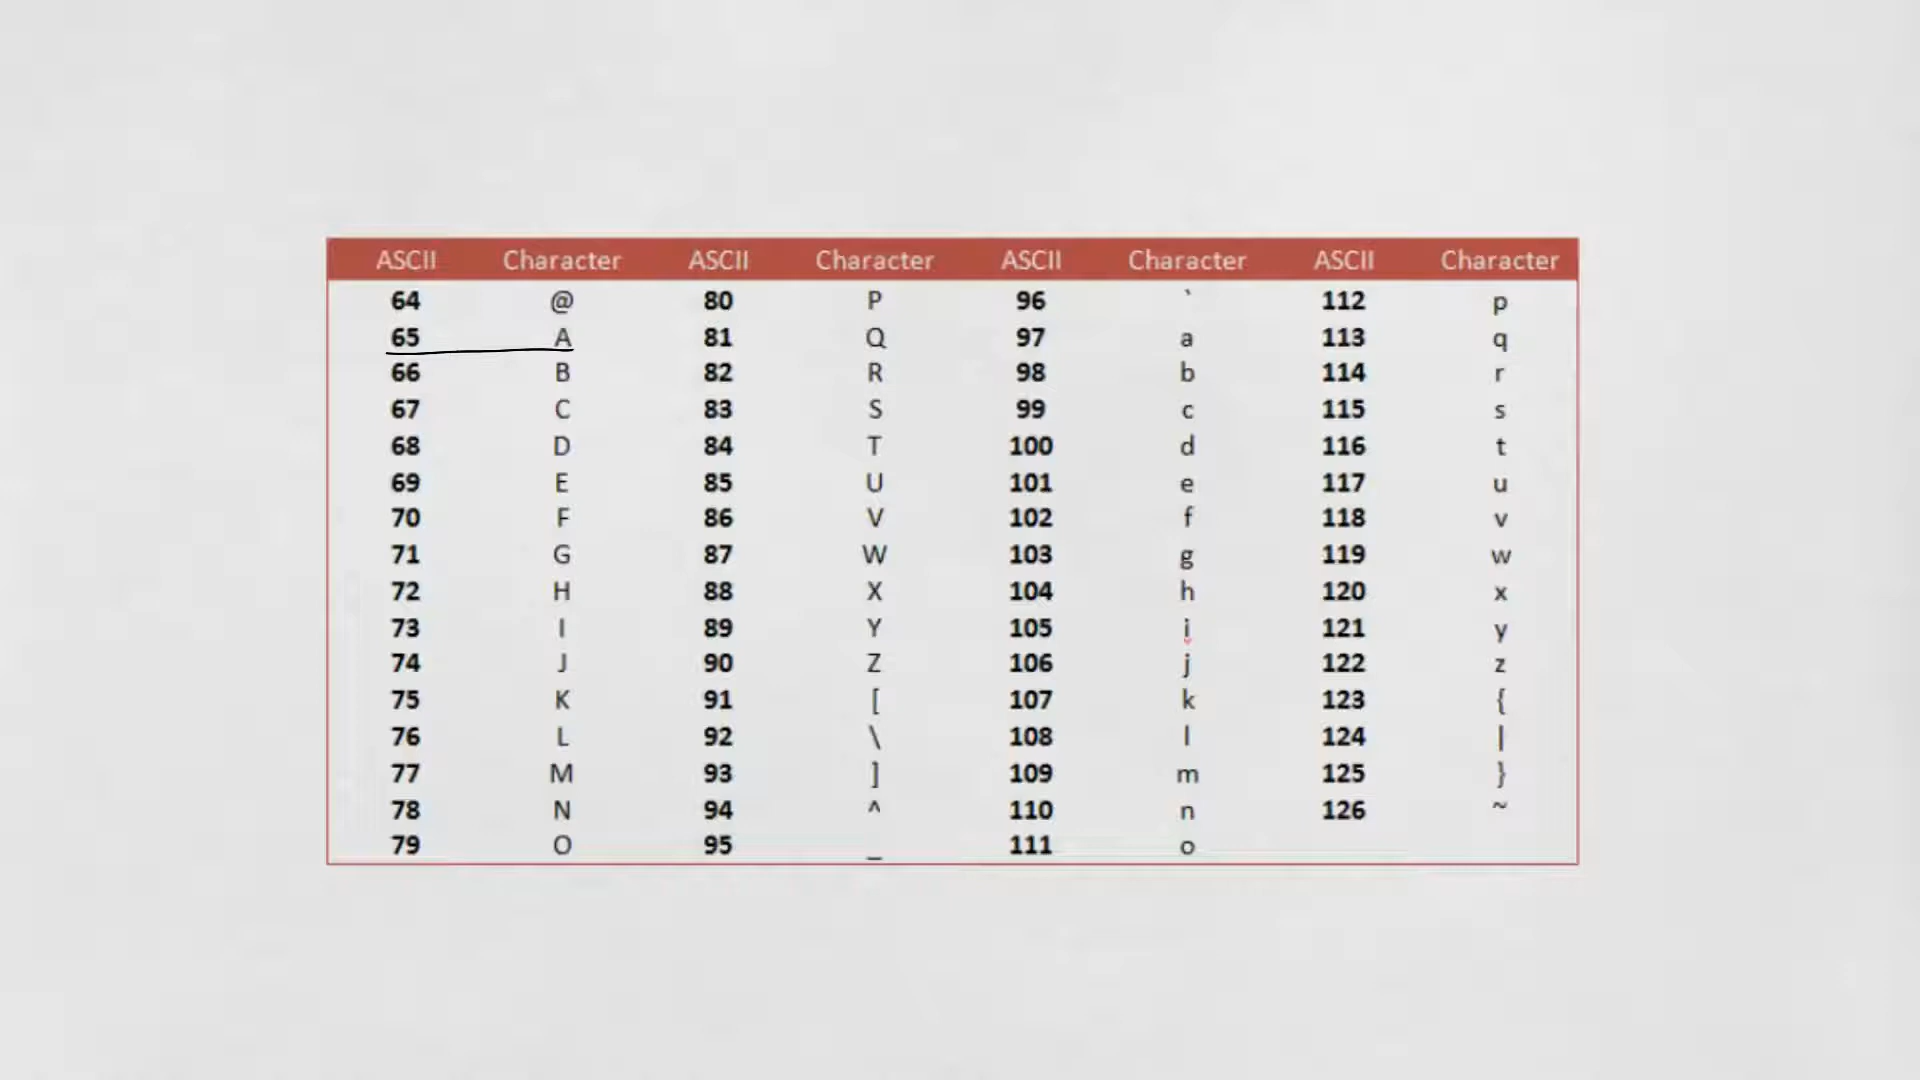 ASCII Character ASCII Character ASCII Character ASCII Character
64 @ 80 P 96 ` 112 p
65 A 81 Q 97 a 113 q
66 B 82 R 98 b 114 r
67 C 83 S 99 c 115 s
68 D 84 T 100 d 116 t
69 E 85 U 101 e 117 u
70 F 86 V 102 f 118 v
71 G 87 W 103 g 119 w
72 H 88 X 104 h 120 x
73 I 89 Y 105 i 121 y
74 J 90 Z 106 j 122 z
75 K 91 [ 107 k 123 {
76 L 92 \ 108 l 124 |
77 M 93 ] 109 m 125 }
78 N 94 ^ 110 n 126 ~
79 O 95 _ 111 o